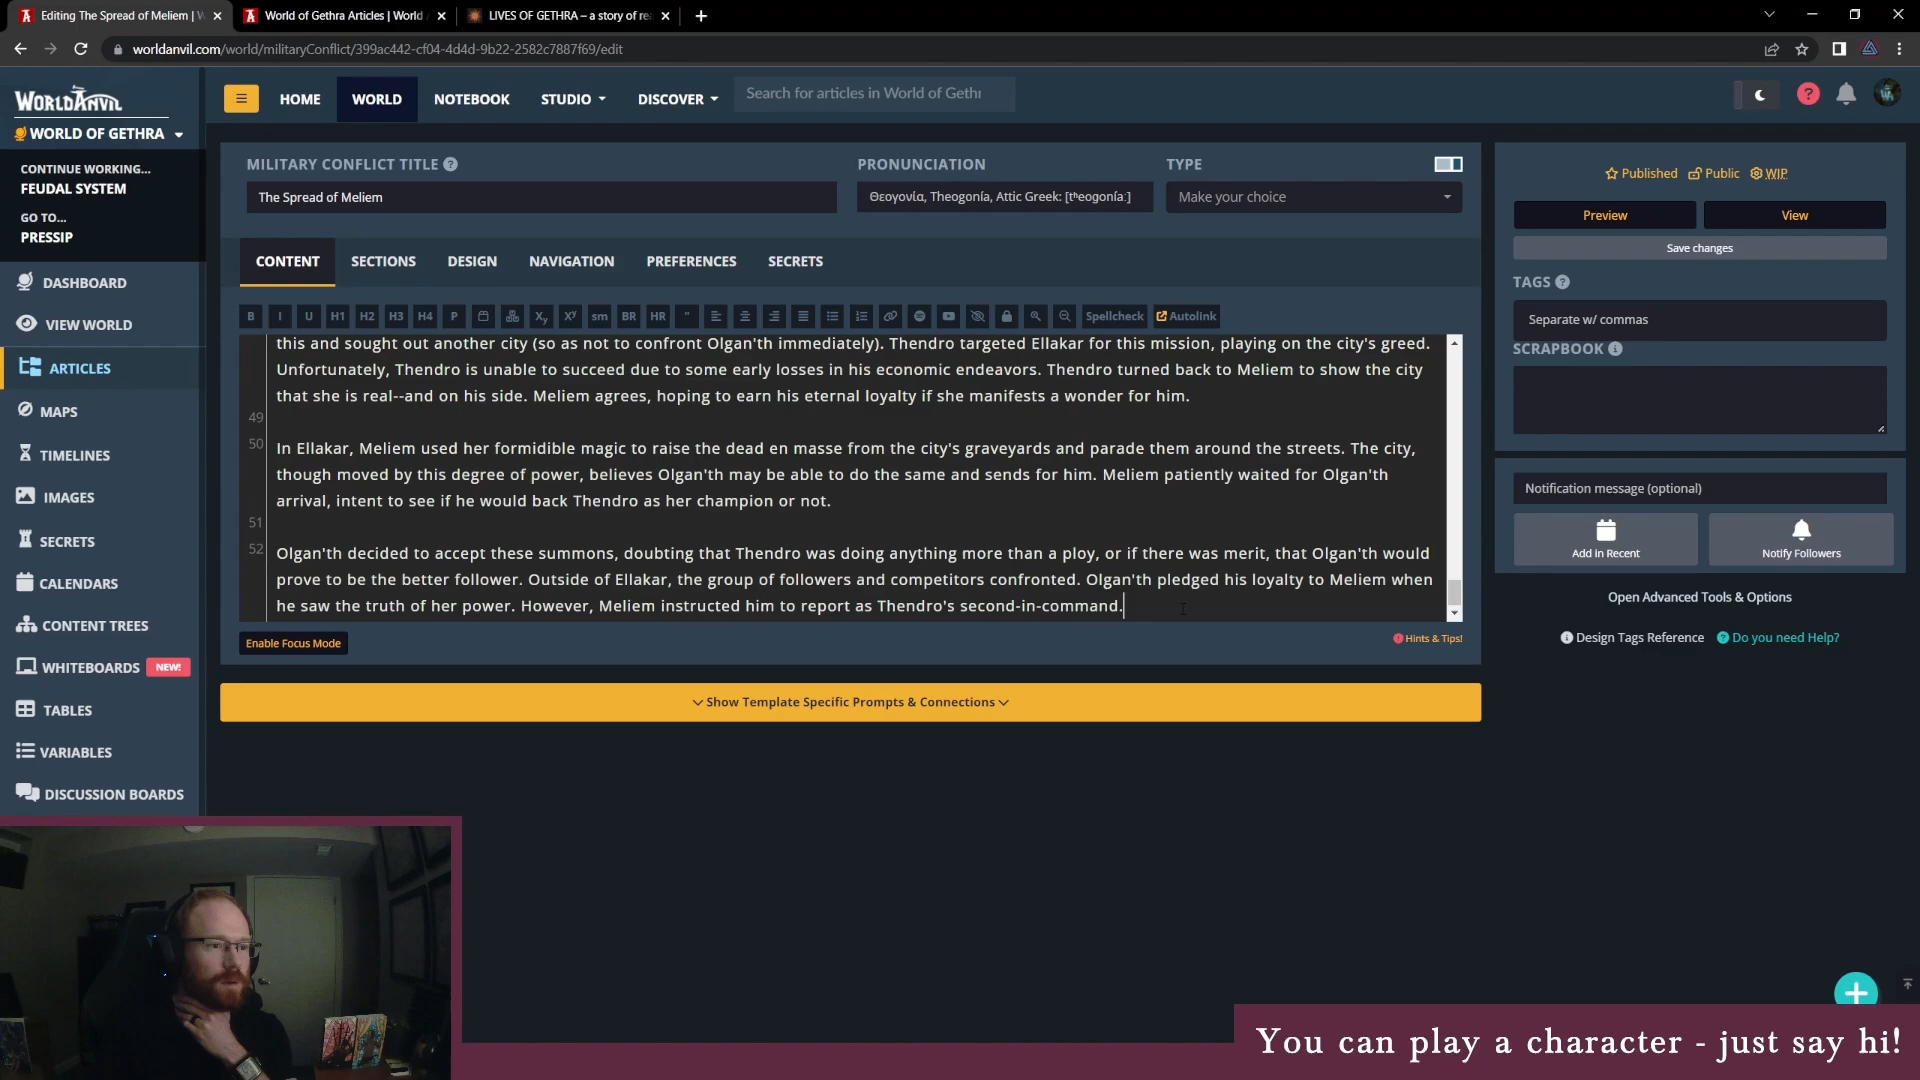 Editing The Spread of Meliem | W
World of Gethra Articles | World
LIVES OF GETHRA – a story of re
worldanvil.com/world/militaryConflict/399ac442-cf04-4d4d-9b22-2582c7887f69/edit
WORLDANVIL
WORLD OF GETHRA
CONTINUE WORKING...
FEUDAL SYSTEM
GO TO...
PRESSIP
DASHBOARD
VIEW WORLD
ARTICLES
MAPS
TIMELINES
IMAGES
SECRETS
CALENDARS
CONTENT TREES
WHITEBOARDS NEW!
TABLES
VARIABLES
DISCUSSION BOARDS
HOME
WORLD
NOTEBOOK
STUDIO
DISCOVER
Search for articles in World of Gethr
MILITARY CONFLICT TITLE
The Spread of Meliem
PRONUNCIATION
Θεογονία, Theogonía, Attic Greek: [tʰeoɡonía:]
TYPE
Make your choice
CONTENT
SECTIONS
DESIGN
NAVIGATION
PREFERENCES
SECRETS
B I U H1 H2 H3 H4 P Xy X^y sm BR HR " Spellcheck Autolink
this and sought out another city (so as not to confront Olgan'th immediately). Thendro targeted Ellakar for this mission, playing on the city's greed.
Unfortunately, Thendro is unable to succeed due to some early losses in his economic endeavors. Thendro turned back to Meliem to show the city
that she is real--and on his side. Meliem agrees, hoping to earn his eternal loyalty if she manifests a wonder for him.
49
50 In Ellakar, Meliem used her formidible magic to raise the dead en masse from the city's graveyards and parade them around the streets. The city,
though moved by this degree of power, believes Olgan'th may be able to do the same and sends for him. Meliem patiently waited for Olgan'th
arrival, intent to see if he would back Thendro as her champion or not.
51
52 Olgan'th decided to accept these summons, doubting that Thendro was doing anything more than a ploy, or if there was merit, that Olgan'th would
prove to be the better follower. Outside of Ellakar, the group of followers and competitors confronted. Olgan'th pledged his loyalty to Meliem when
he saw the truth of her power. However, Meliem instructed him to report as Thendro's second-in-command.
Enable Focus Mode
Hints & Tips!
Show Template Specific Prompts & Connections
Published Public WIP
Preview
View
Save changes
TAGS
Separate w/ commas
SCRAPBOOK
Notification message (optional)
Add in Recent
Notify Followers
Open Advanced Tools & Options
Design Tags Reference Do you need Help?
You can play a character - just say hi!